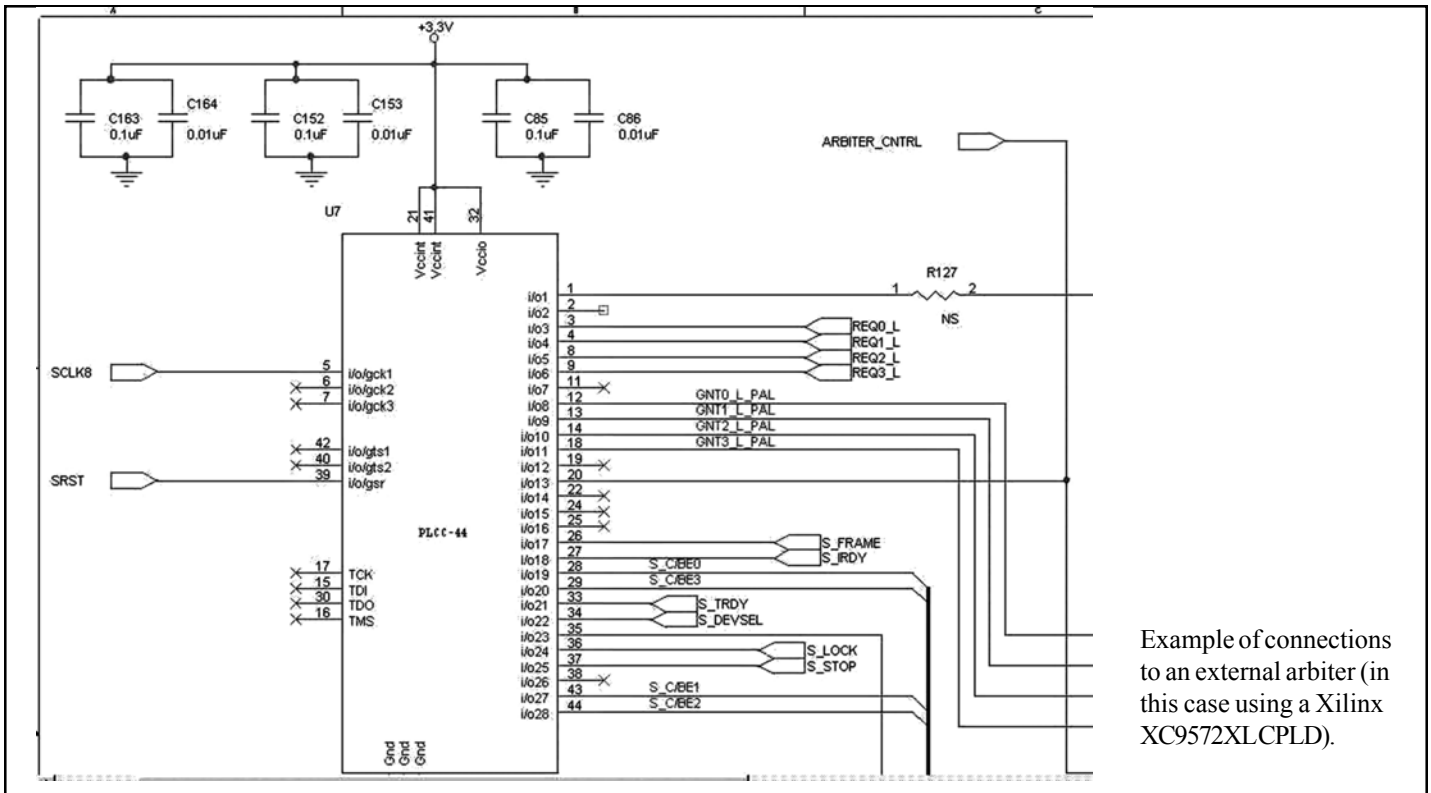 A B C
+3.3V
C163
0.1uF
C164
0.01uF
C152
0.1uF
C153
0.01uF
C85
0.1uF
C86
0.01uF
ARBITER_CNTRL
U7
21 41 32
Vccint Vccint Vccio
R127
1 2
NS
i/o1 1
i/o2 2
i/o3 3 REQ0_L
i/o4 4 REQ1_L
i/o5 8 REQ2_L
i/o6 9 REQ3_L
i/o7 11
i/o8 12 GNT0_L_PAL
i/o9 13 GNT1_L_PAL
i/o10 14 GNT2_L_PAL
i/o11 18 GNT3_L_PAL
i/o12 19
i/o13 20
i/o14 22
i/o15 24
i/o16 25
i/o17 26 S_FRAME
i/o18 27 S_IRDY
i/o19 28 S_C/BE0
i/o20 29 S_C/BE3
i/o21 33 S_TRDY
i/o22 34 S_DEVSEL
i/o23 35
i/o24 36 S_LOCK
i/o25 37 S_STOP
i/o26 38
i/o27 43 S_C/BE1
i/o28 44 S_C/BE2
SCLK8 5 i/o/gck1
6 i/o/gck2
7 i/o/gck3
42 i/o/gts1
40 i/o/gts2
SRST 39 i/o/gsr
PLCC-44
17 TCK
15 TDI
30 TDO
16 TMS
Gnd Gnd Gnd
Example of connections
to an external arbiter (in
this case using a Xilinx
XC9572XLCPLD).